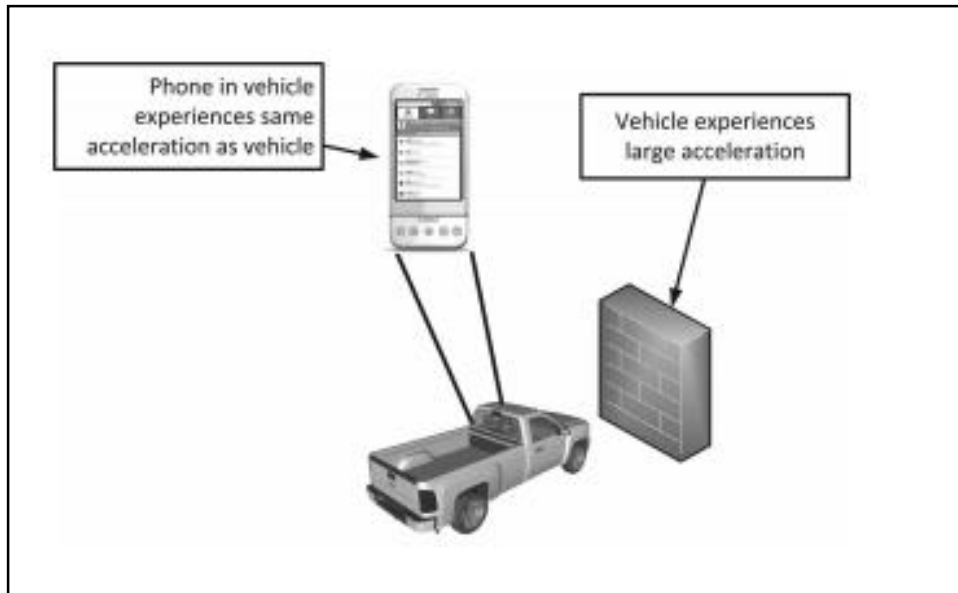 Phone in vehicle
experiences same
acceleration as vehicle
Vehicle experiences
large acceleration